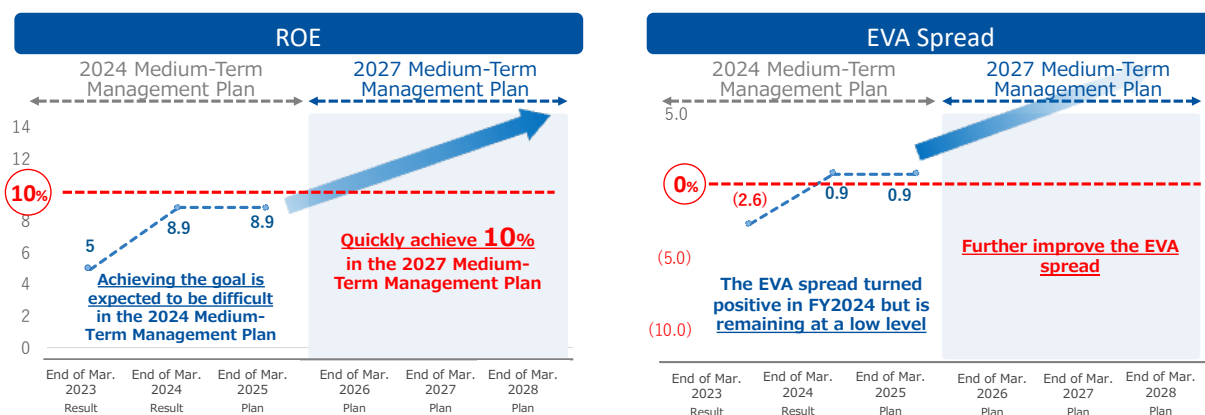 ROE
2024 Medium-Term
Management Plan
2027 Medium-Term
Management Plan
14
12
10%
8
6
4
2
0
5
8.9
8.9
Achieving the goal is
expected to be difficult
in the 2024 Medium-
Term Management Plan
Quickly achieve 10%
in the 2027 Medium-
Term Management Plan
End of Mar.
2023
Result
End of Mar.
2024
Result
End of Mar.
2025
Plan
End of Mar.
2026
Plan
End of Mar.
2027
Plan
End of Mar.
2028
Plan
EVA Spread
2024 Medium-Term
Management Plan
2027 Medium-Term
Management Plan
5.0
0%
(5.0)
(10.0)
(2.6)
0.9
0.9
The EVA spread turned
positive in FY2024 but is
remaining at a low level
Further improve the EVA
spread
End of Mar.
2023
Result
End of Mar.
2024
Result
End of Mar.
2025
Plan
End of Mar.
2026
Plan
End of Mar.
2027
Plan
End of Mar.
2028
Plan